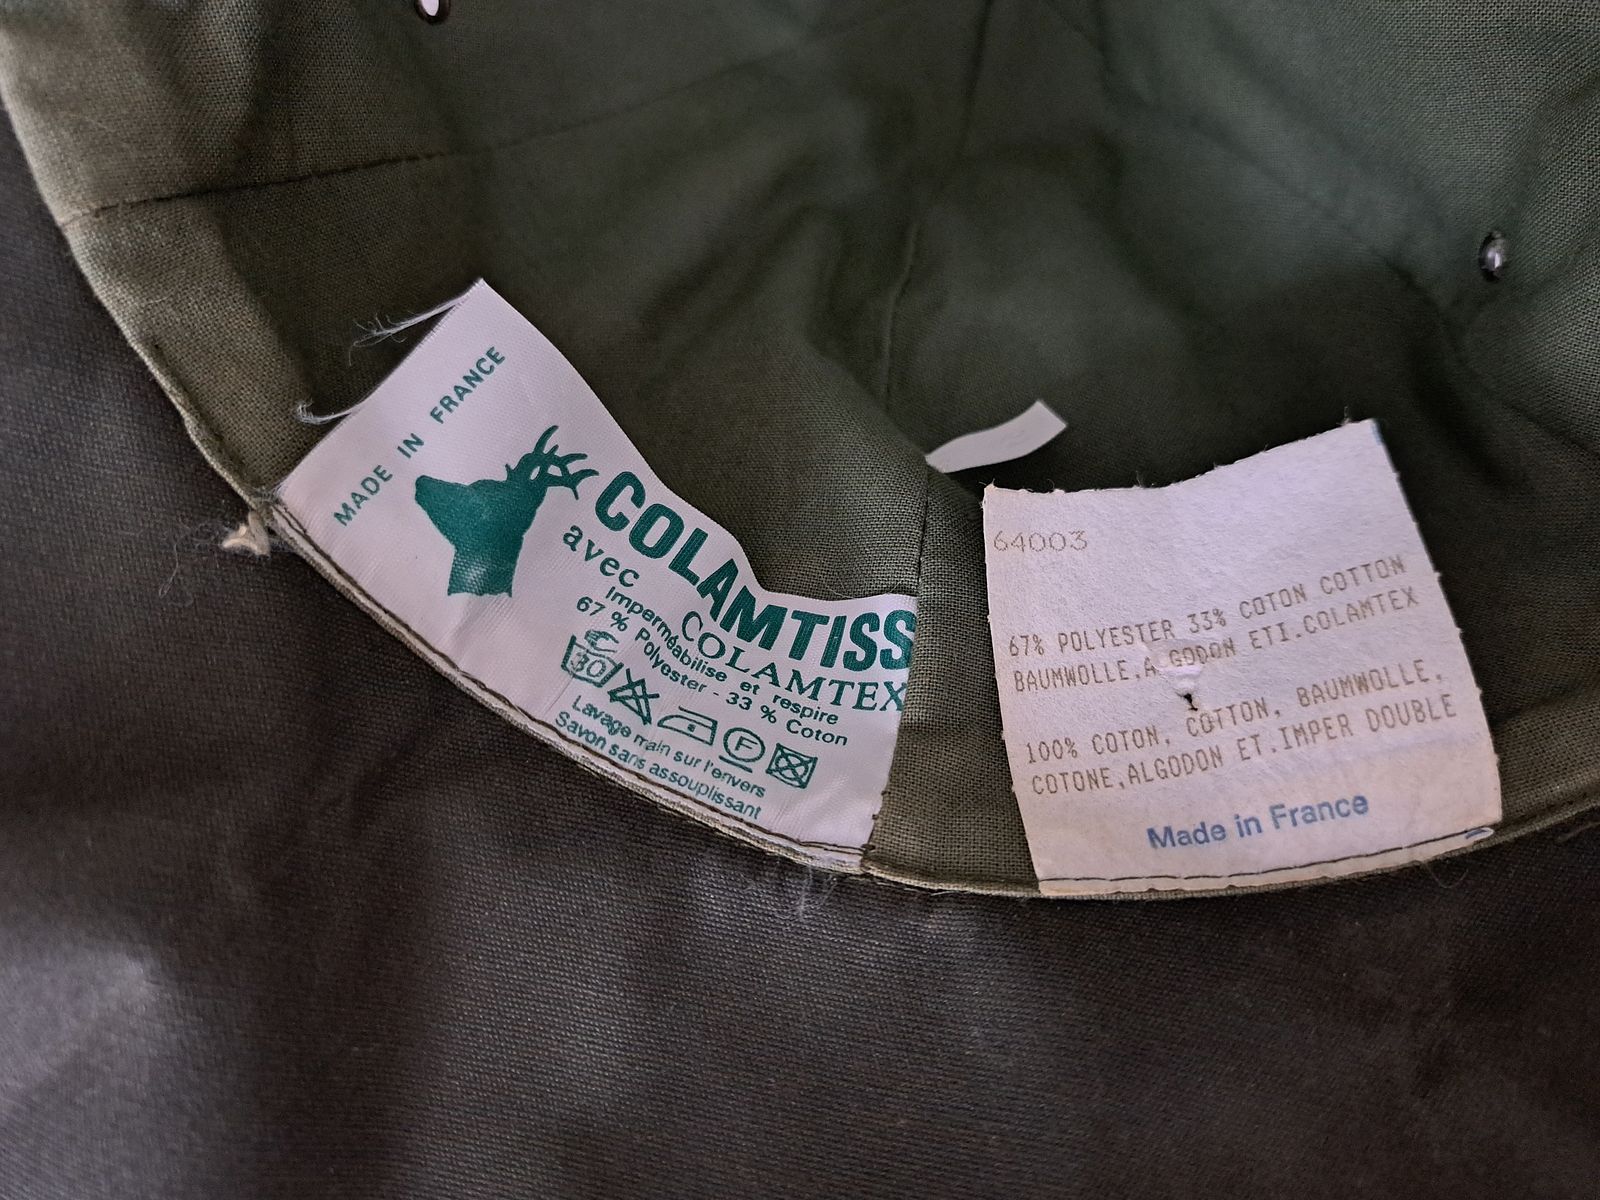 MADE IN FRANCE
COLAMTISS
avec COLAMTEX
Imperméabilise et respire
67 % Polyester - 33 % Coton
30
F
Lavage main sur l'envers
Savon sans assouplissant
64003
67% POLYESTER 33% COTON COTTON
BAUMWOLLE,A GODON ETI.COLAMTEX
100% COTON, COTTON, BAUMWOLLE,
COTONE,ALGODON ET.IMPER DOUBLE
Made in France